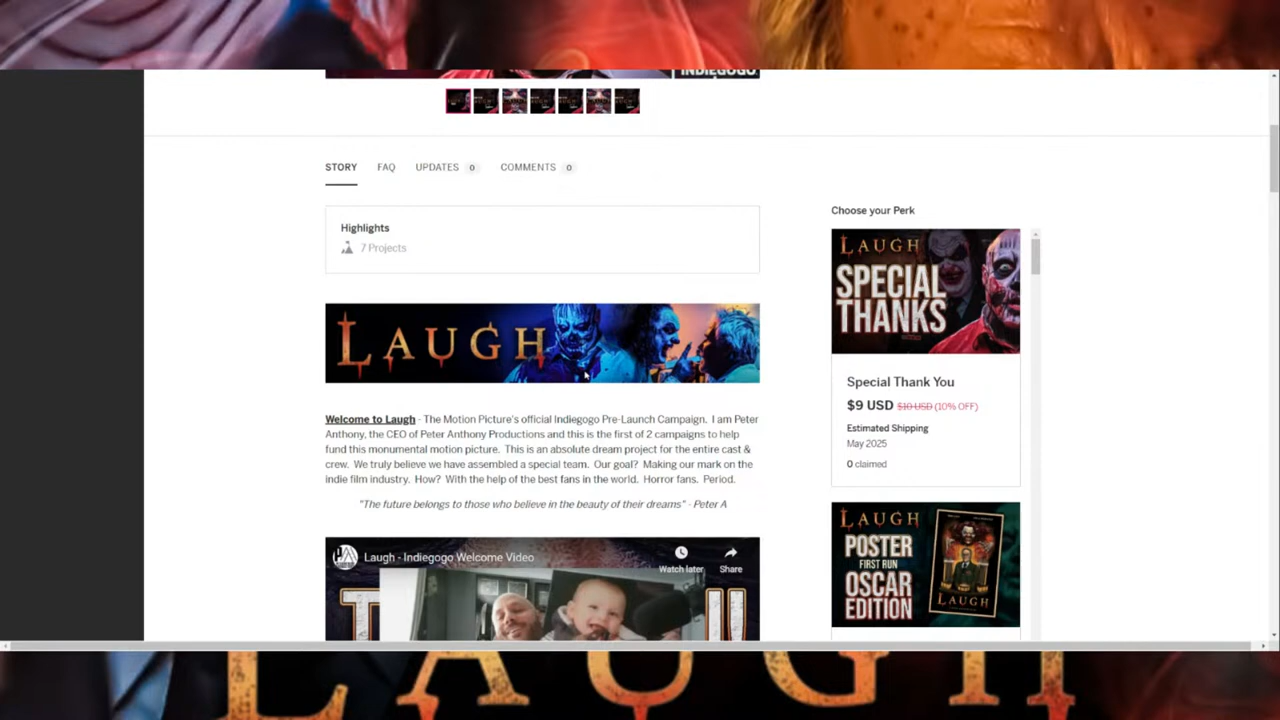 INDIEGOGO.
STORY FAQ UPDATES 0 COMMENTS 0
Highlights
7 Projects
LAUGH
Welcome to Laugh - The Motion Picture's official Indiegogo Pre-Launch Campaign. I am Peter
Anthony, the CEO of Peter Anthony Productions and this is the first of 2 campaigns to help
fund this monumental motion picture. This is an absolute dream project for the entire cast &
crew. We truly believe we have assembled a special team. Our goal? Making our mark on the
indie film industry. How? With the help of the best fans in the world. Horror fans. Period.
"The future belongs to those who believe in the beauty of their dreams" - Peter A
Laugh - Indiegogo Welcome Video
Watch later
Share
Choose your Perk
LAUGH
SPECIAL
THANKS
Special Thank You
$9 USD $10 USD (10% OFF)
Estimated Shipping
May 2025
0 claimed
LAUGH
POSTER
FIRST RUN
OSCAR
EDITION
LAUGH
LAUGH